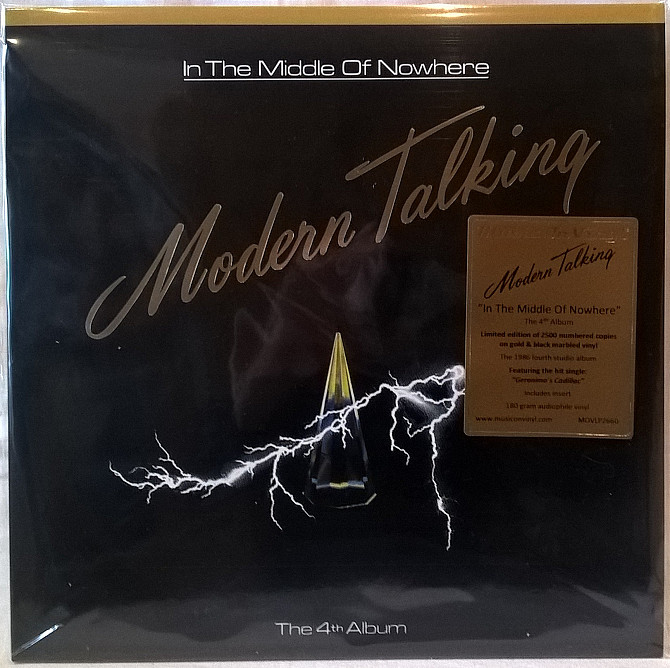 In The Middle Of Nowhere
Modern Talking
Modern Talking
"In The Middle Of Nowhere"
The 4th Album
Limited edition of 2500 numbered copies
on gold & black marbled vinyl
The 1986 fourth studio album
Featuring the hit single:
"Geronimo's Cadillac"
Includes insert
180 gram audiophile vinyl
www.musiconvinyl.com MOVLP2660
The 4th Album